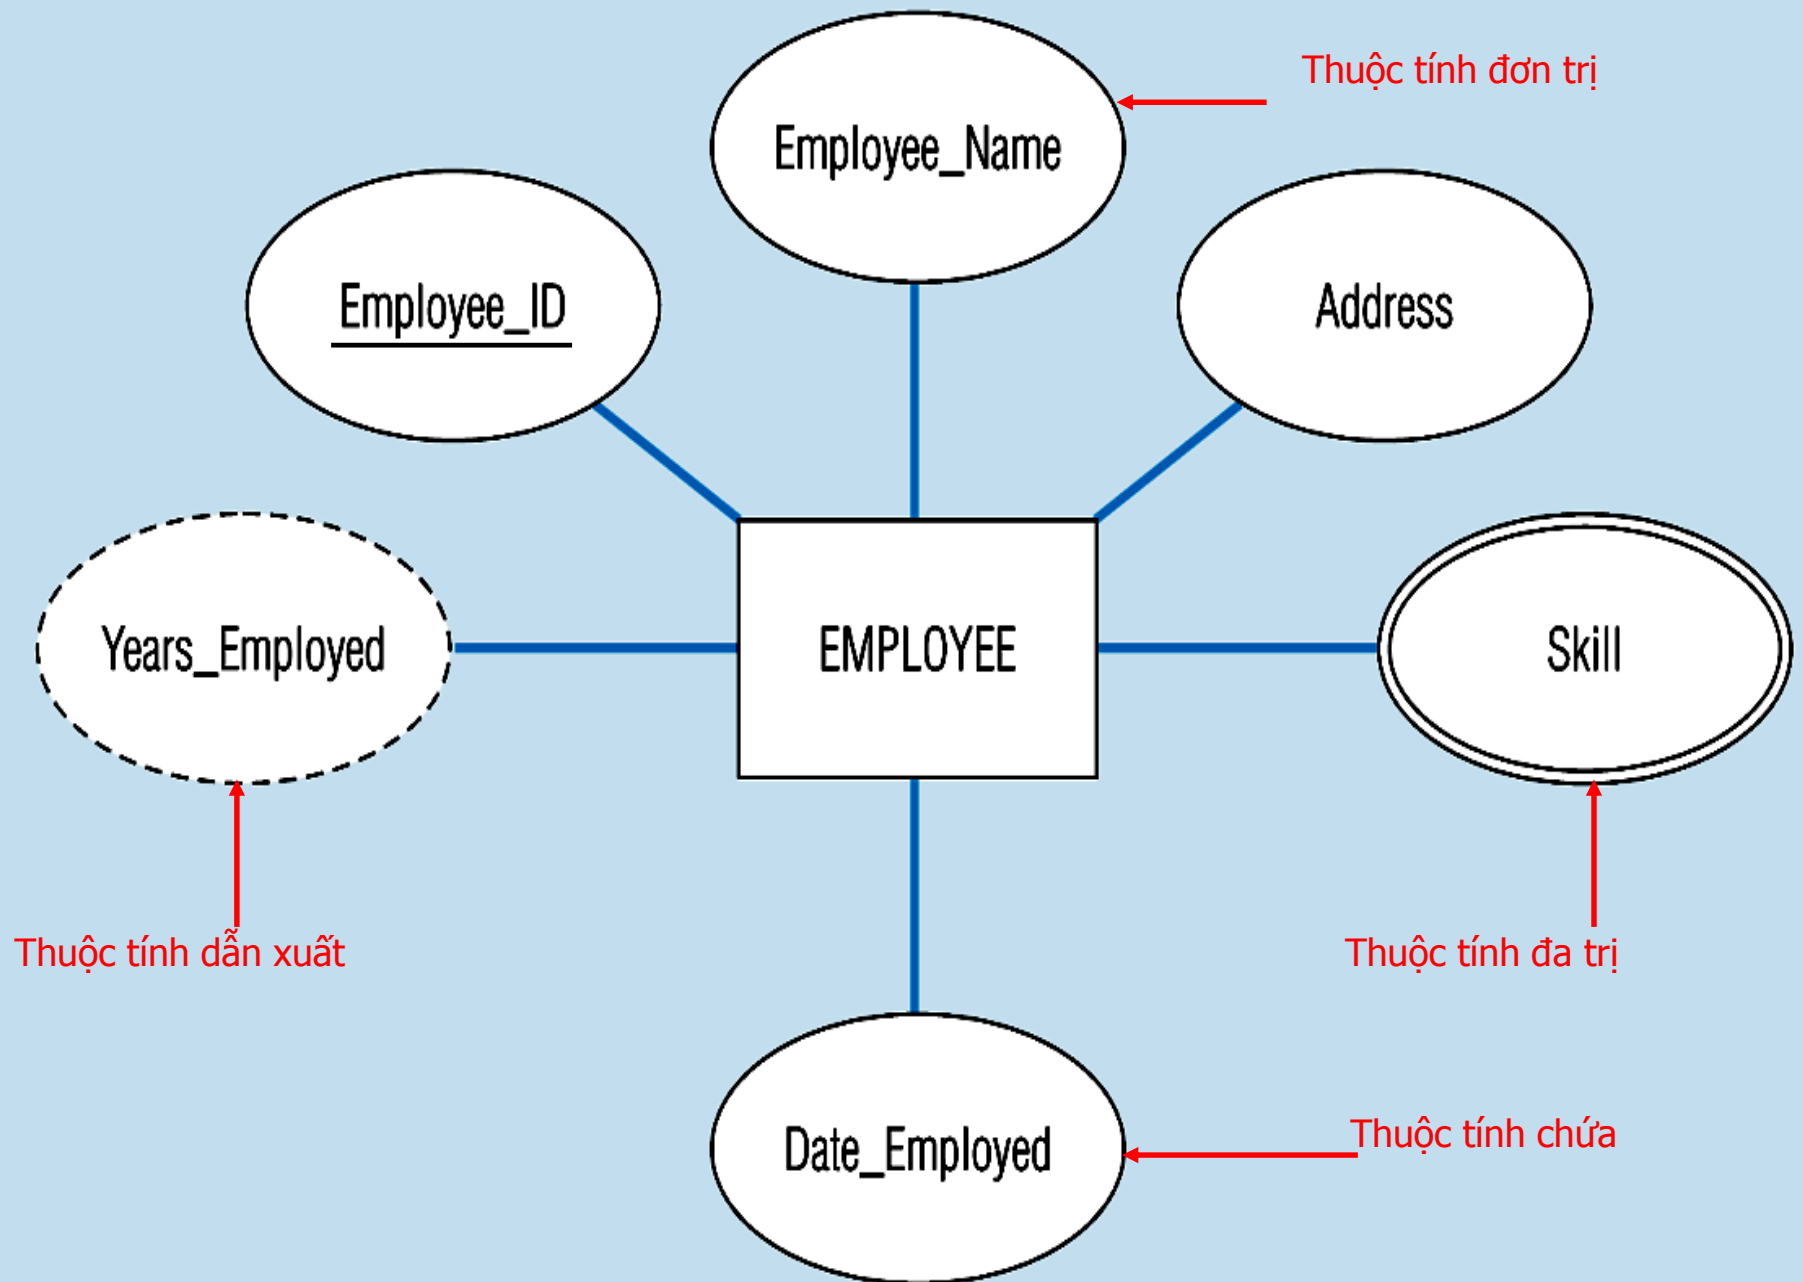 Thuộc tính đơn trị
Employee_Name
Employee_ID
Address
Years_Employed
EMPLOYEE
Skill
Thuộc tính dẫn xuất
Thuộc tính đa trị
Thuộc tính chứa
Date_Employed